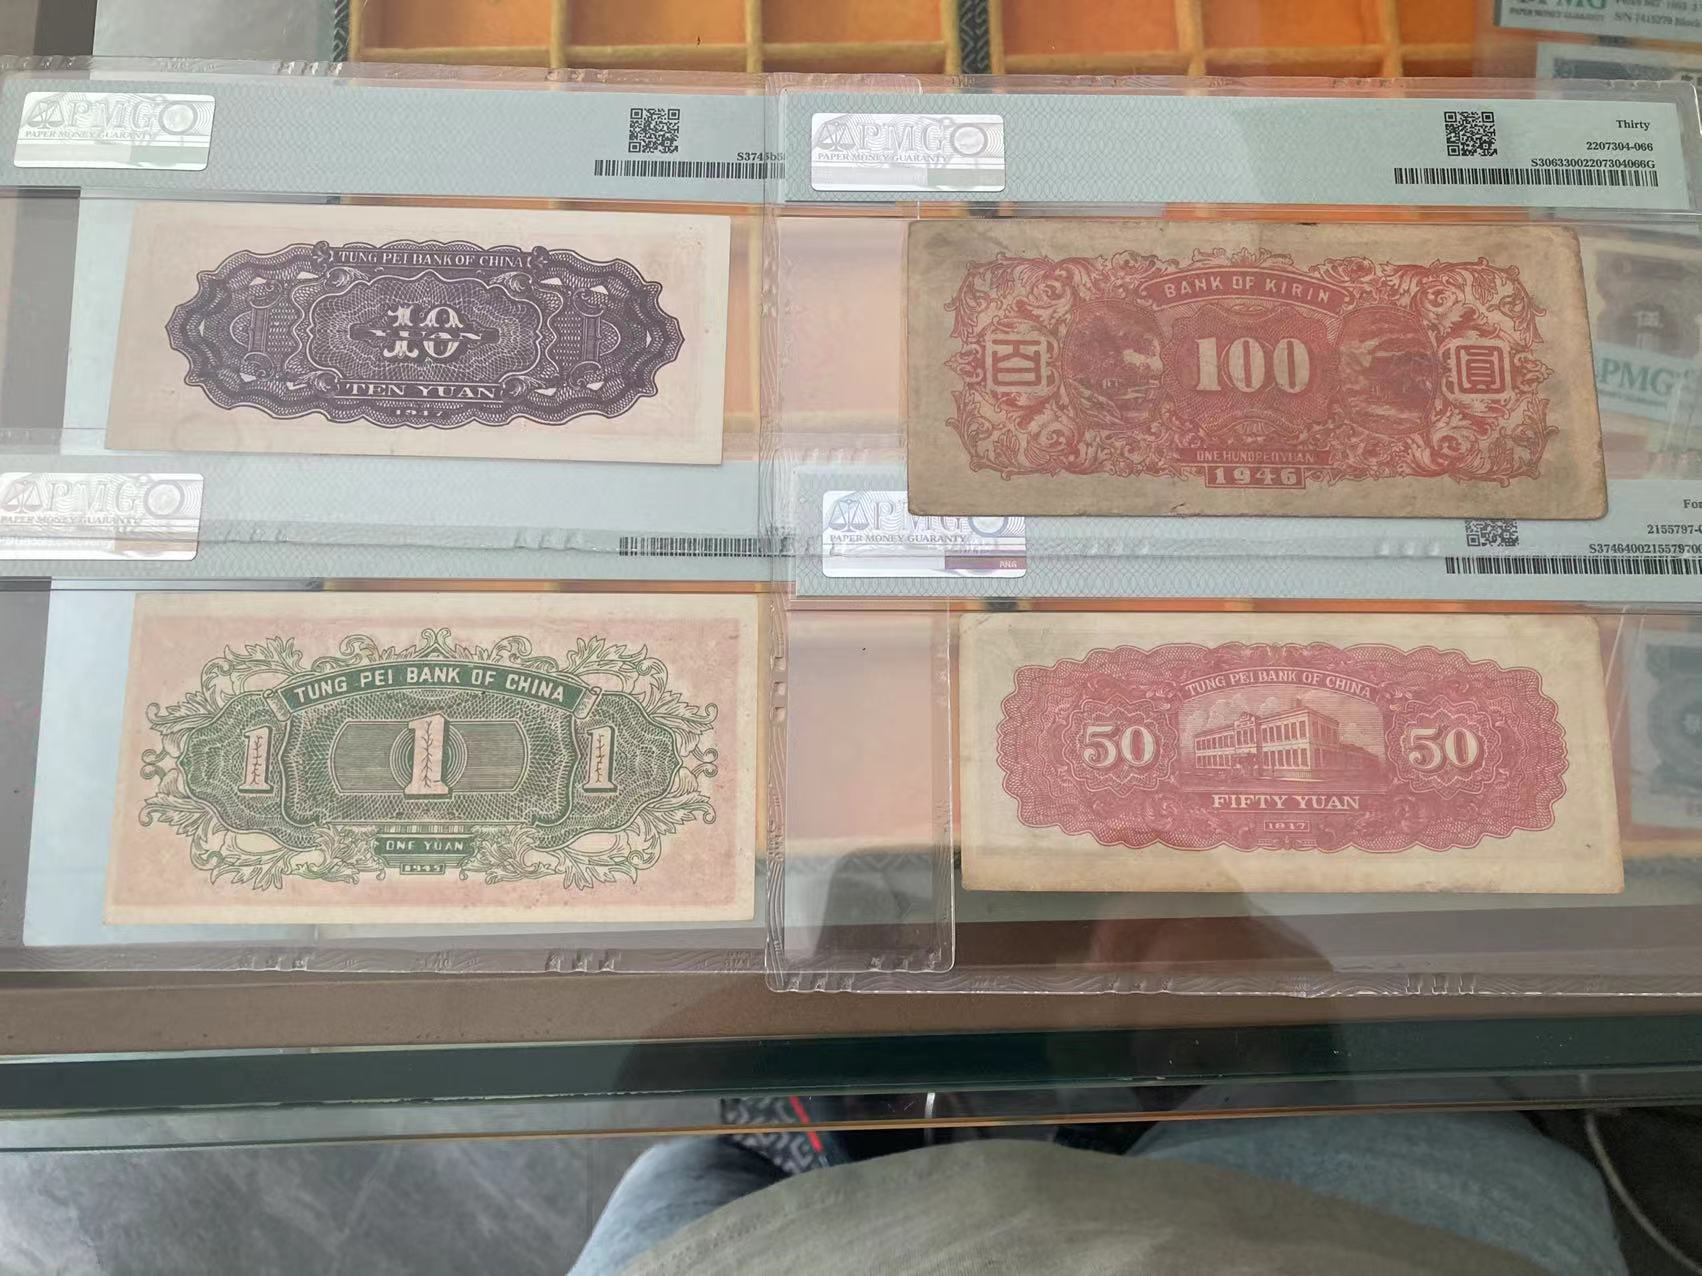 PMG
PAPER MONEY GUARANTY
TUNG PEI BANK OF CHINA
10
TEN YUAN
1947
PMG
PAPER MONEY GUARANTY
Thirty
2207304-066
S30633002207304066G
BANK OF KIRIN
百
100
圓
ONE HUNDRED YUAN
1946
PMG
PAPER MONEY GUARANTY
TUNG PEI BANK OF CHINA
1
1
1
ONE YUAN
PMG
PAPER MONEY GUARANTY
TUNG PEI BANK OF CHINA
50
50
FIFTY YUAN
1947
PMG
PMG